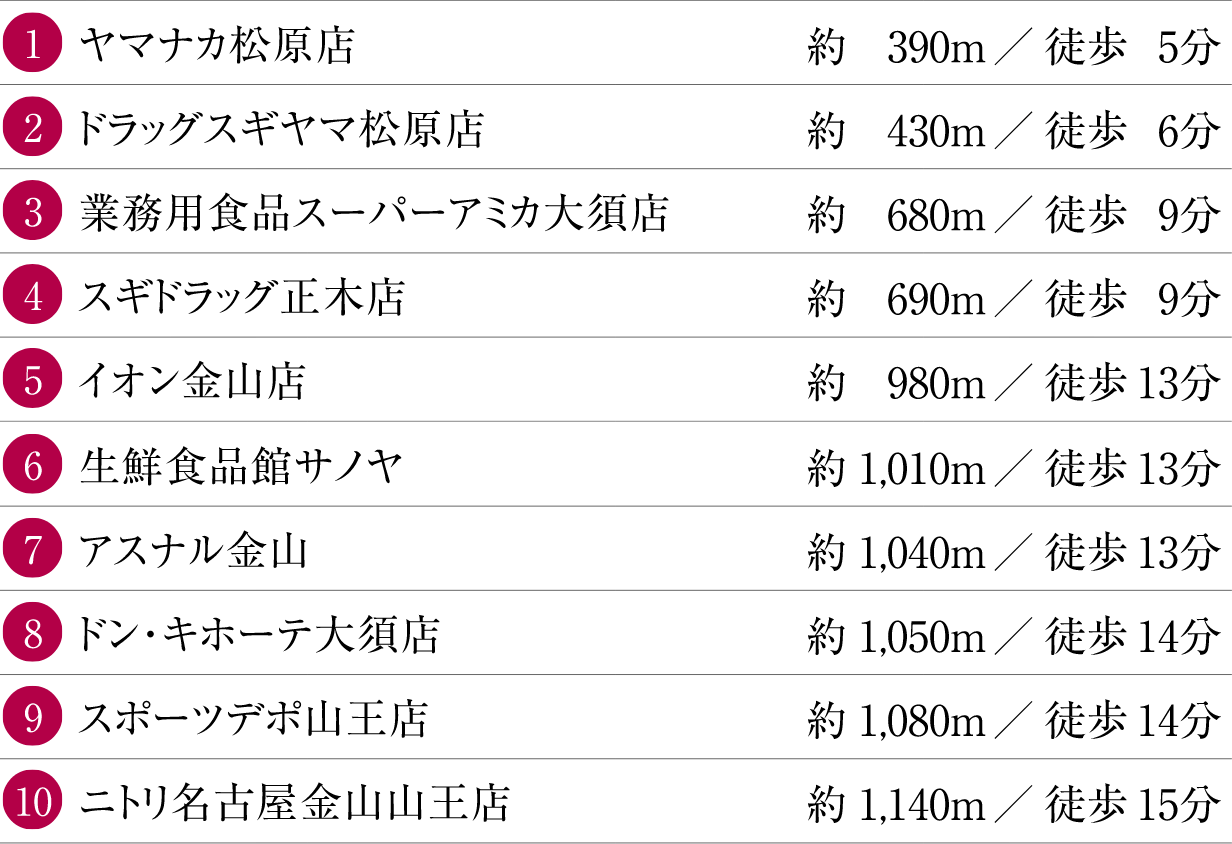 1 ヤマナカ松原店 約 390m／徒歩 5分
2 ドラッグスギヤマ松原店 約 430m／徒歩 6分
3 業務用食品スーパーアミカ大須店 約 680m／徒歩 9分
4 スギドラッグ正木店 約 690m／徒歩 9分
5 イオン金山店 約 980m／徒歩13分
6 生鮮食品館サノヤ 約1,010m／徒歩13分
7 アスナル金山 約1,040m／徒歩13分
8 ドン・キホーテ大須店 約1,050m／徒歩14分
9 スポーツデポ山王店 約1,080m／徒歩14分
10 ニトリ名古屋金山山王店 約1,140m／徒歩15分